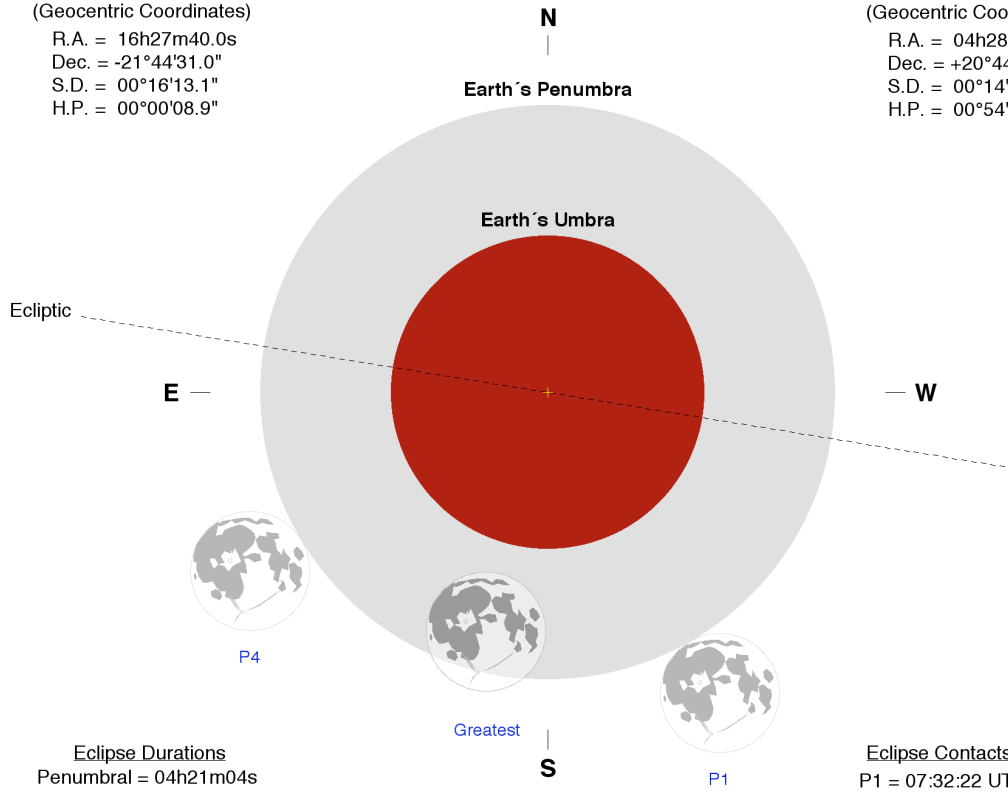 (Geocentric Coordinates)
R.A. = 16h27m40.0s
Dec. = -21°44'31.0"
S.D. = 00°16'13.1"
H.P. = 00°00'08.9"
N
(Geocentric Coo
R.A. = 04h28
Dec. = +20°44
S.D. = 00°14'
H.P. = 00°54'
Earth´s Penumbra
Earth´s Umbra
Ecliptic
E
W
P4
Greatest
P1
S
Eclipse Durations
Penumbral = 04h21m04s
Eclipse Contacts
P1 = 07:32:22 UT